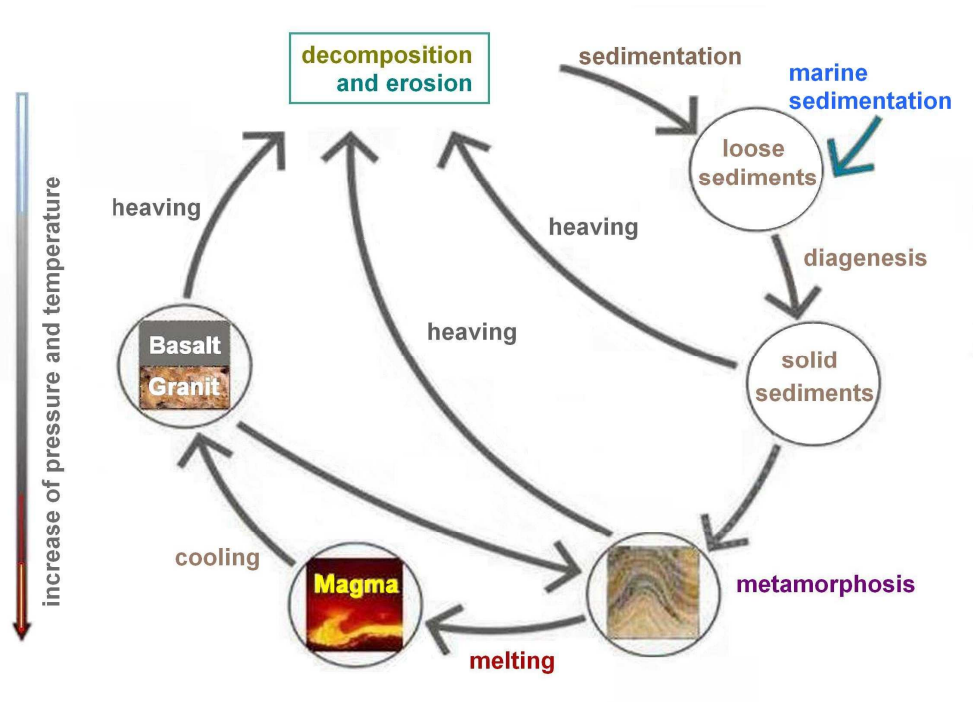 decomposition
and erosion
sedimentation
marine
sedimentation
loose
sediments
heaving
heaving
diagenesis
heaving
Basalt
Granit
solid
sediments
increase of pressure and temperature
cooling
Magma
metamorphosis
melting